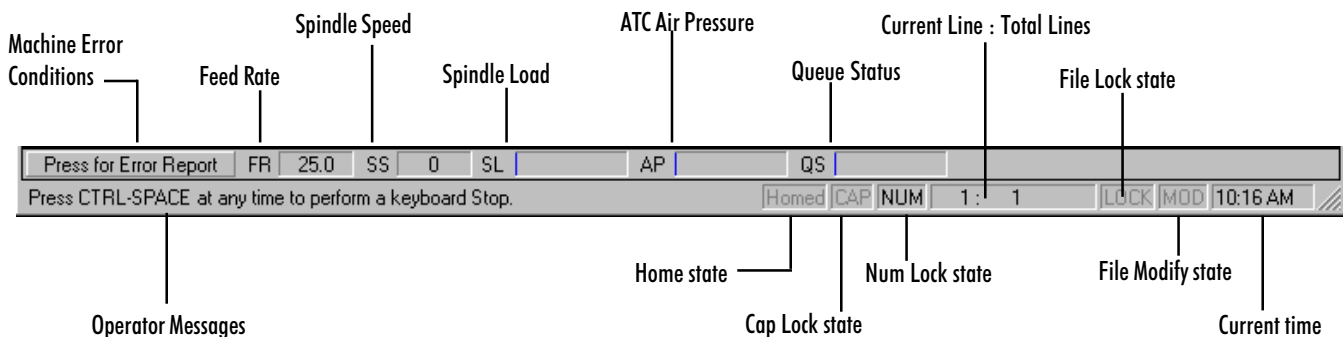 Spindle Speed
ATC Air Pressure
Current Line : Total Lines
Machine Error
Conditions
Feed Rate
Spindle Load
Queue Status
File Lock state
Press for Error Report FR 25.0 SS 0 SL AP QS
Press CTRL-SPACE at any time to perform a keyboard Stop. Homed CAP NUM 1 : 1 LOCK MOD 10:16 AM
Home state
Num Lock state
File Modify state
Operator Messages
Cap Lock state
Current time